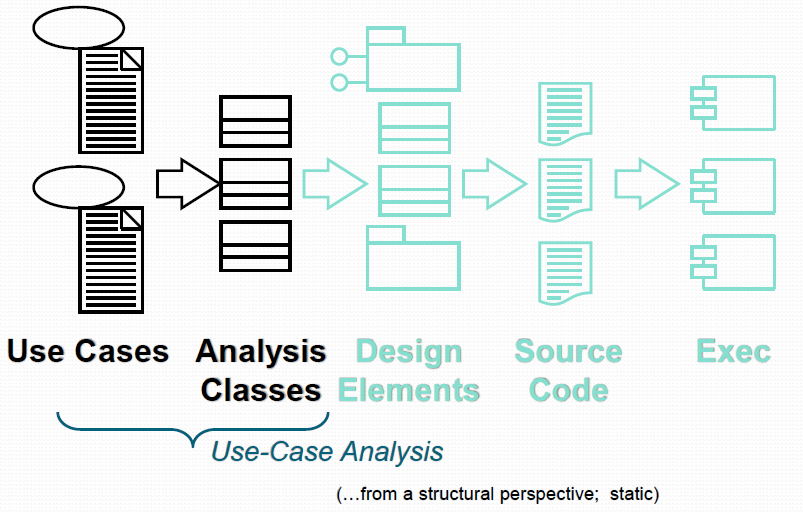 Use Cases
Analysis
Classes
Design
Elements
Source
Code
Exec
Use-Case Analysis
(…from a structural perspective;  static)